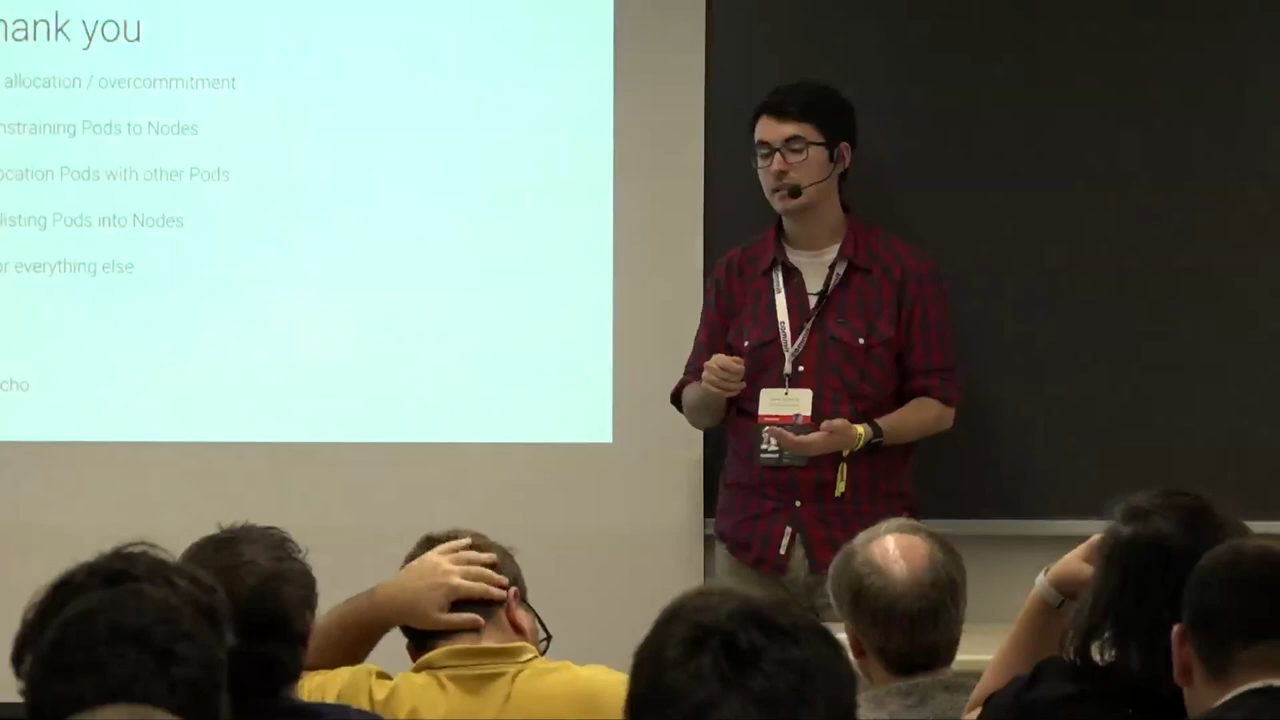 hank you
allocation / overcommitment
nstraining Pods to Nodes
ocation Pods with other Pods
listing Pods into Nodes
or everything else
cho
commit